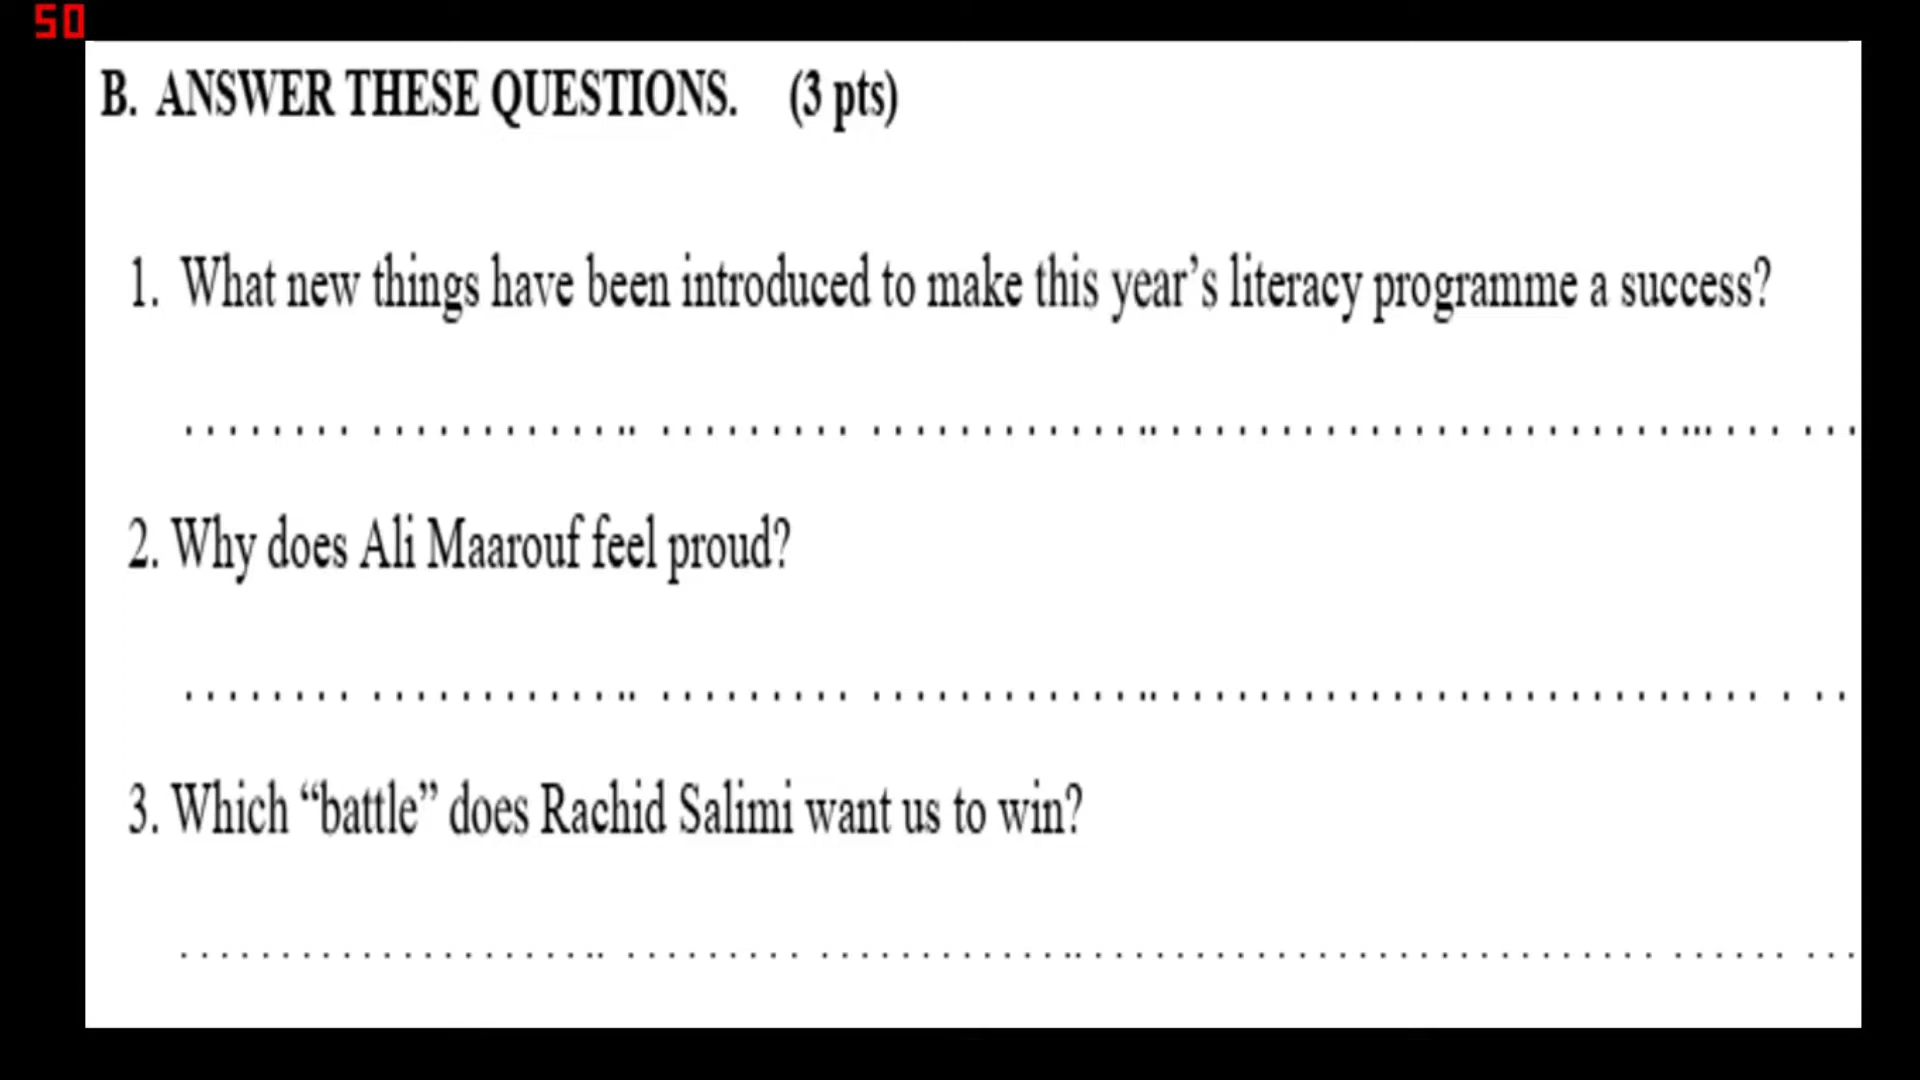 50
B. ANSWER THESE QUESTIONS. (3 pts)
1. What new things have been introduced to make this year’s literacy programme a success?
........ ............. ......... ............................................ ...
2. Why does Ali Maarouf feel proud?
........ ............. ......... .......................................... . ..
3. Which “battle” does Rachid Salimi want us to win?
..................... ......... ....................................... ...... ...